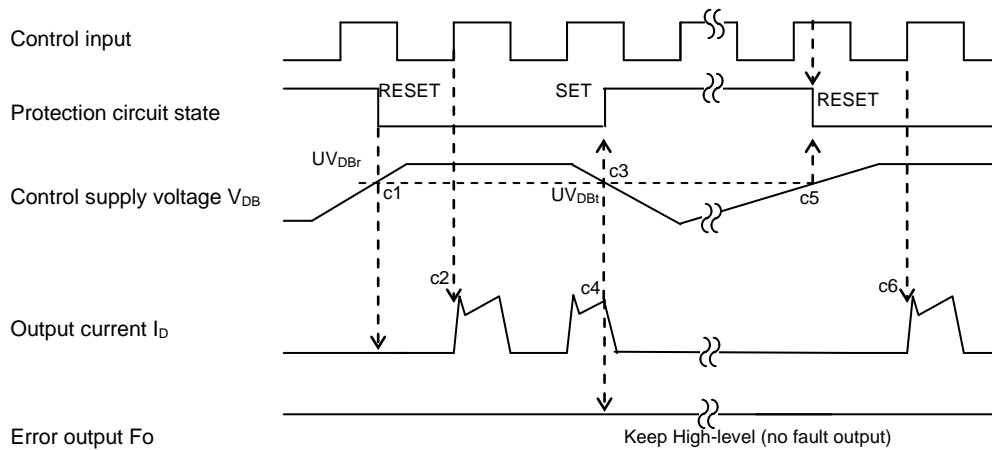 Control input
RESET
SET
RESET
Protection circuit state
UVDBr
c1
c3
UVDBt
c5
Control supply voltage VDB
c2
c4
c6
Output current ID
Error output Fo
Keep High-level (no fault output)